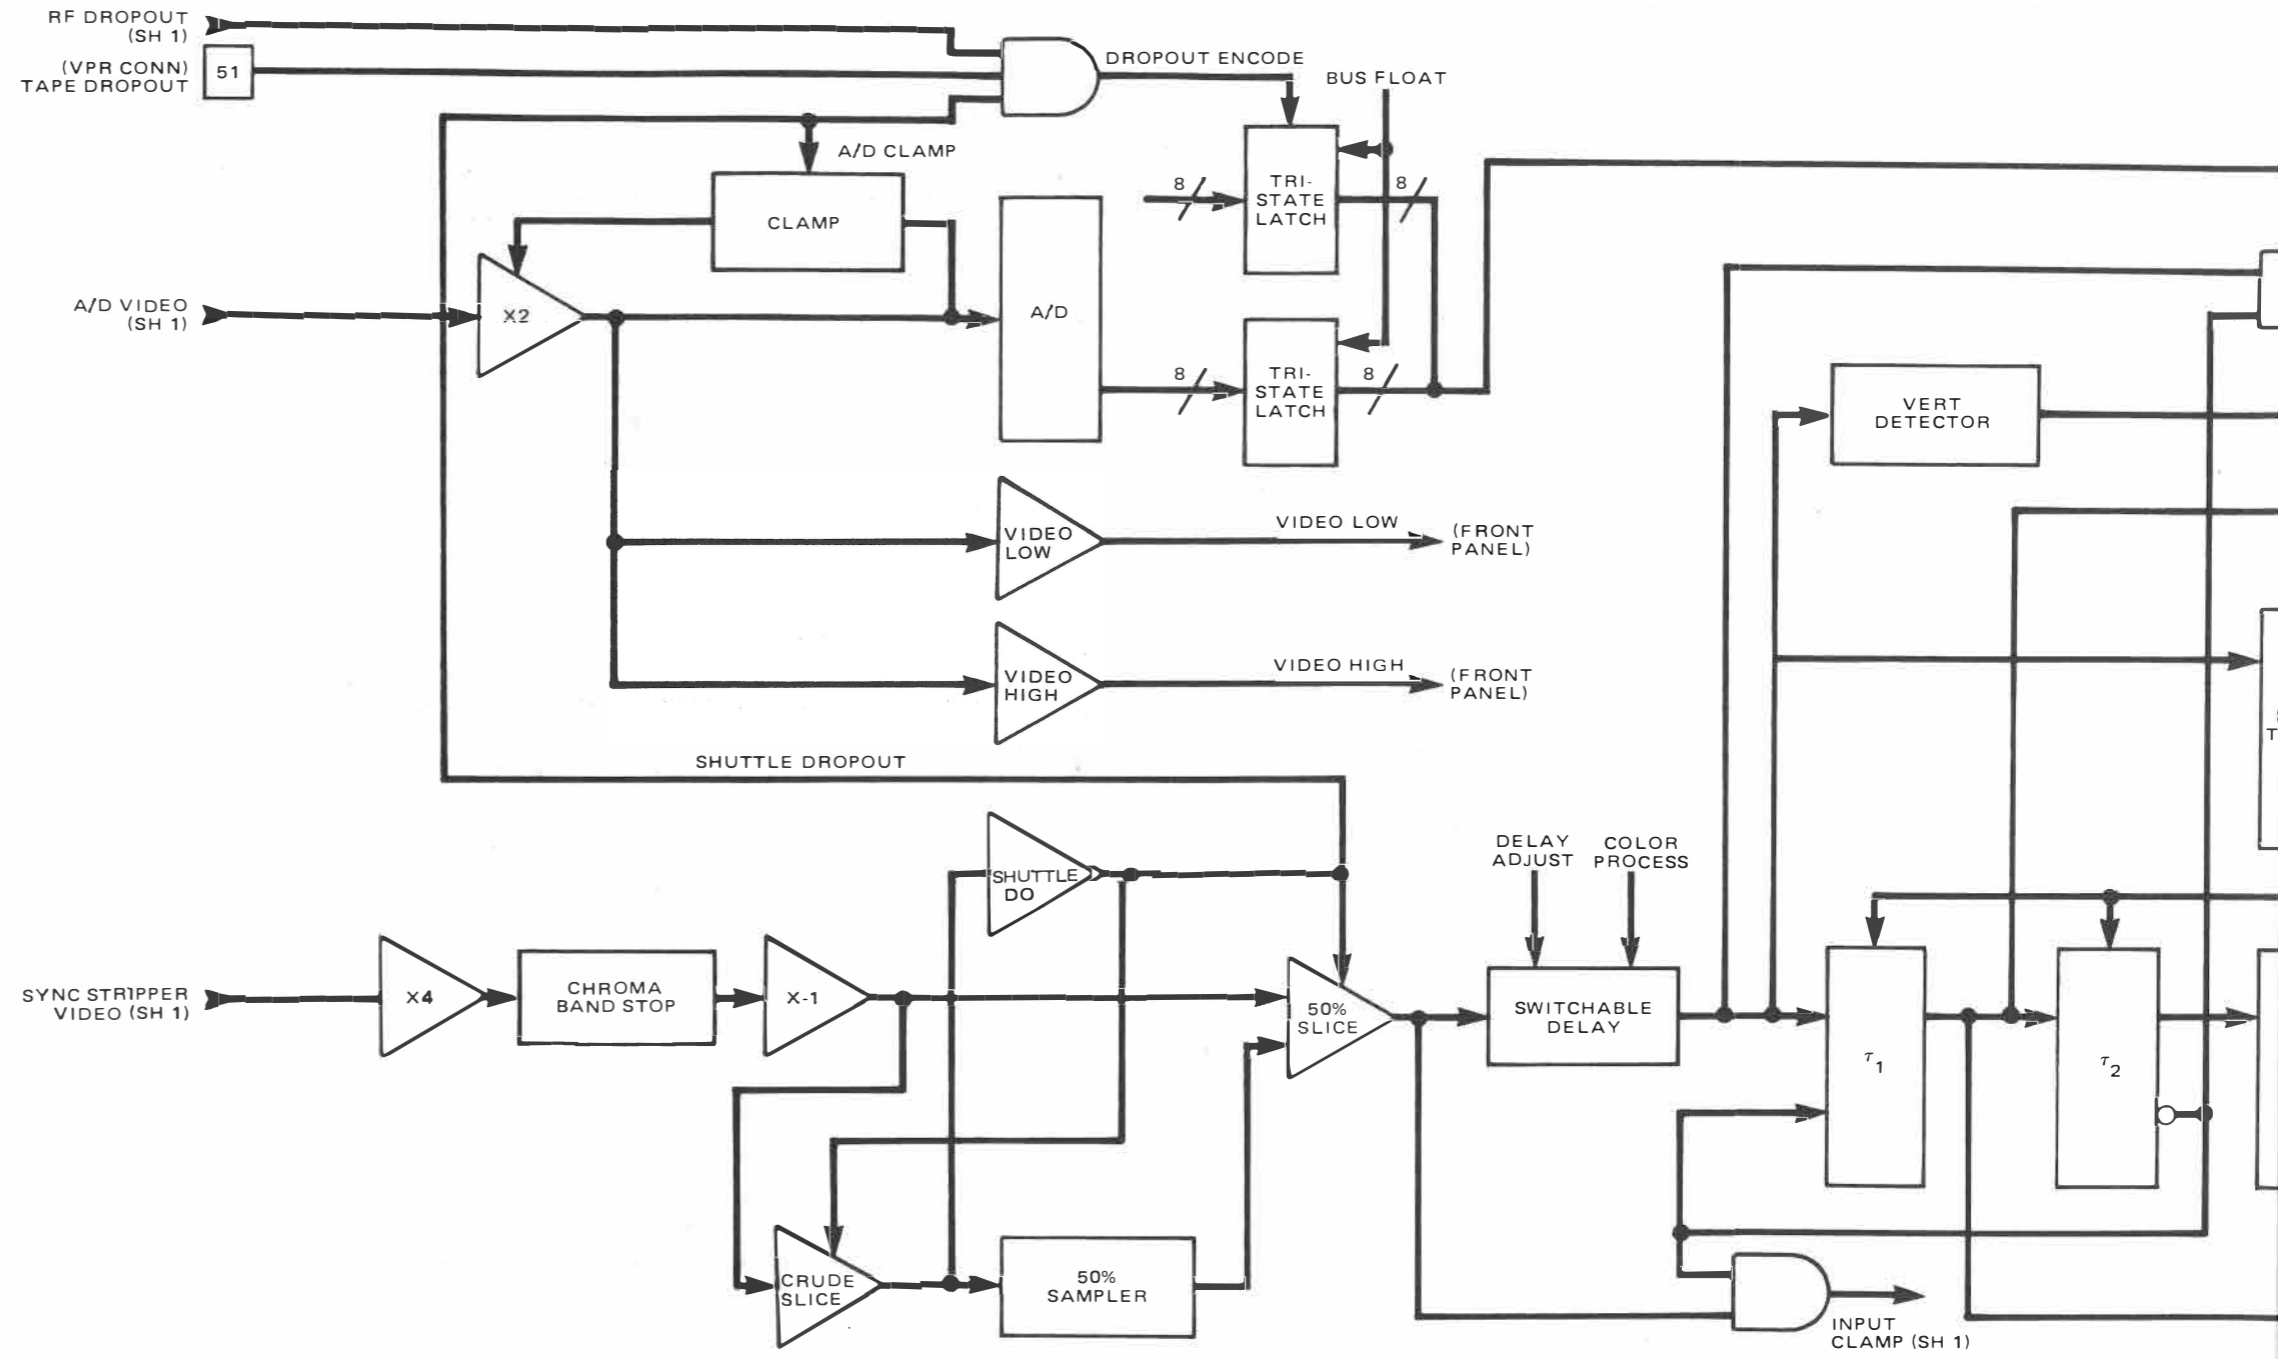 RF DROPOUT
(SH 1)
(VPR CONN)
TAPE DROPOUT
51
DROPOUT ENCODE
BUS FLOAT
A/D CLAMP
CLAMP
8
TRI-
STATE
LATCH
8
A/D VIDEO
(SH 1)
X2
A/D
8
TRI-
STATE
LATCH
8
VERT
DETECTOR
VIDEO
LOW
VIDEO LOW
(FRONT
PANEL)
VIDEO
HIGH
VIDEO HIGH
(FRONT
PANEL)
T
SHUTTLE DROPOUT
SHUTTLE
DO
DELAY
ADJUST
COLOR
PROCESS
SYNC STRIPPER
VIDEO (SH 1)
X4
CHROMA
BAND STOP
X-1
50%
SLICE
SWITCHABLE
DELAY
τ1
τ2
CRUDE
SLICE
50%
SAMPLER
INPUT
CLAMP (SH 1)